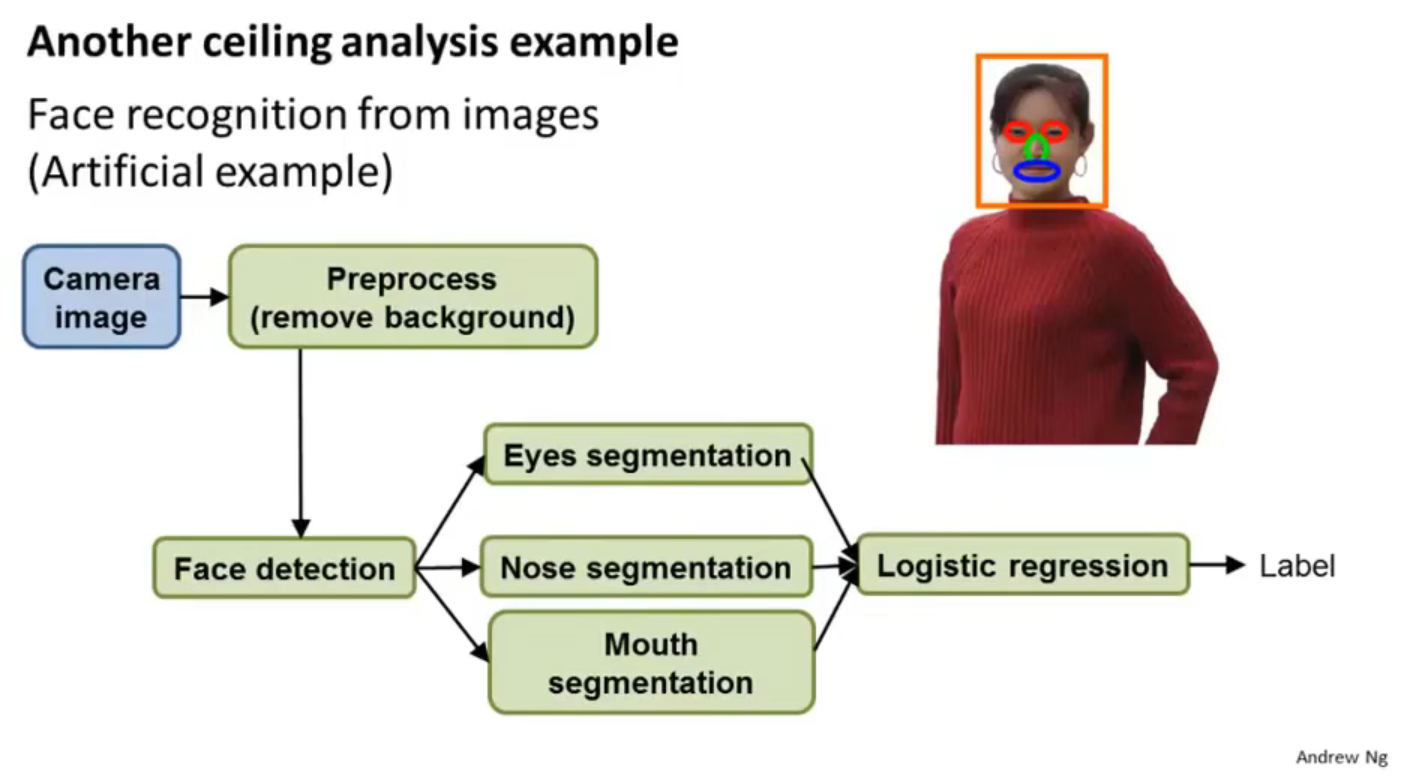 Another ceiling analysis example
Face recognition from images
(Artificial example)
Camera
image
Preprocess
(remove background)
Eyes segmentation
Face detection
Nose segmentation
Logistic regression
Label
Mouth
segmentation
Andrew Ng